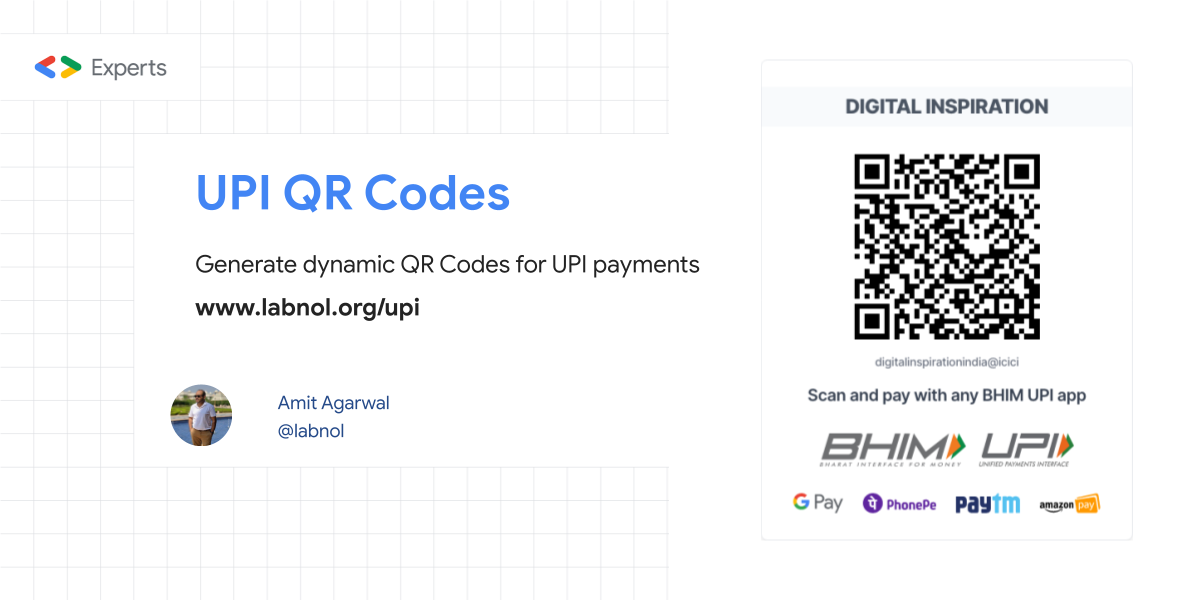 Experts
UPI QR Codes
Generate dynamic QR Codes for UPI payments
www.labnol.org/upi
Amit Agarwal
@labnol
DIGITAL INSPIRATION
digitalinspirationindia@icici
Scan and pay with any BHIM UPI app
BHIM UPI
BHARAT INTERFACE FOR MONEY UNIFIED PAYMENTS INTERFACE
G Pay PhonePe paytm amazon pay